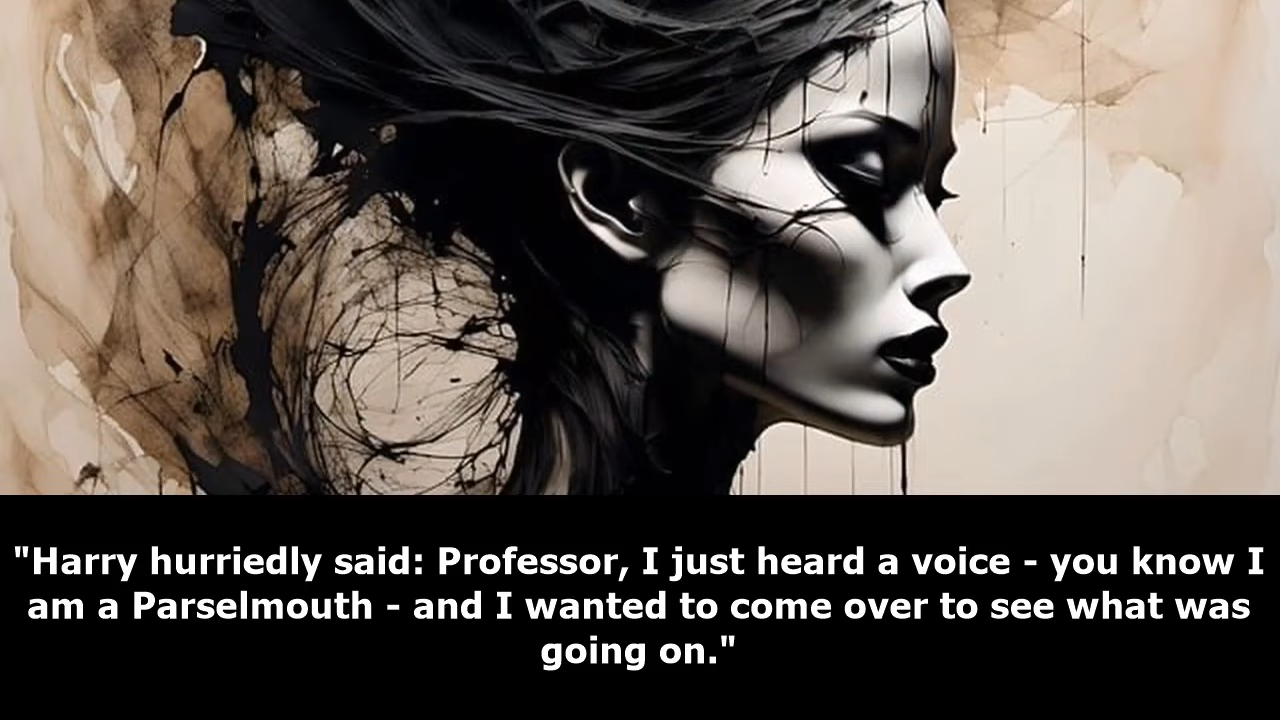 "Harry hurriedly said: Professor, I just heard a voice - you know I
am a Parselmouth - and I wanted to come over to see what was
going on."